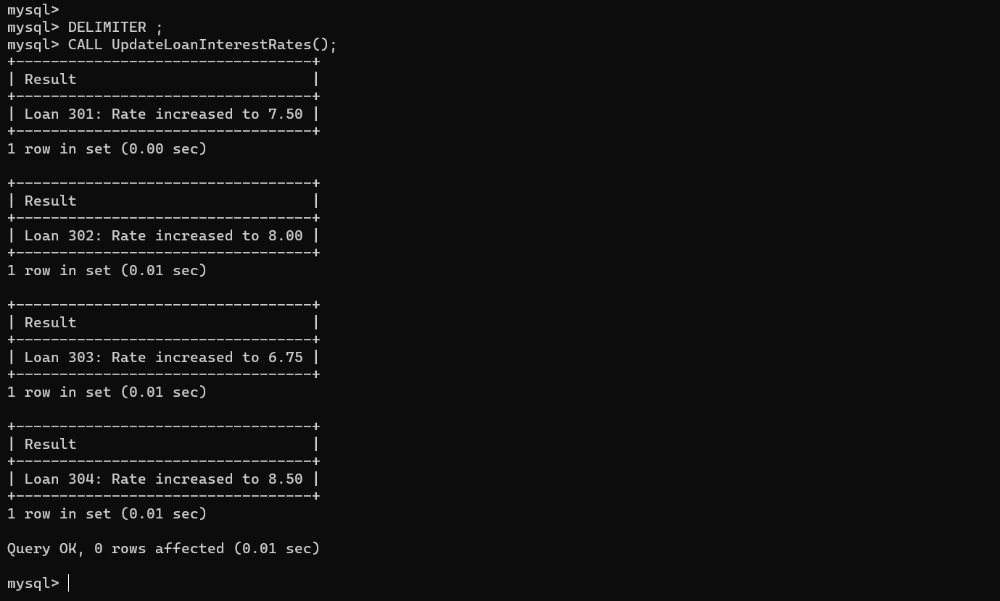 mysql>
mysql> DELIMITER ;
mysql> CALL UpdateLoanInterestRates();
+----------------------------------+
| Result                           |
+----------------------------------+
| Loan 301: Rate increased to 7.50 |
+----------------------------------+
1 row in set (0.00 sec)

+----------------------------------+
| Result                           |
+----------------------------------+
| Loan 302: Rate increased to 8.00 |
+----------------------------------+
1 row in set (0.01 sec)

+----------------------------------+
| Result                           |
+----------------------------------+
| Loan 303: Rate increased to 6.75 |
+----------------------------------+
1 row in set (0.01 sec)

+----------------------------------+
| Result                           |
+----------------------------------+
| Loan 304: Rate increased to 8.50 |
+----------------------------------+
1 row in set (0.01 sec)

Query OK, 0 rows affected (0.01 sec)

mysql>